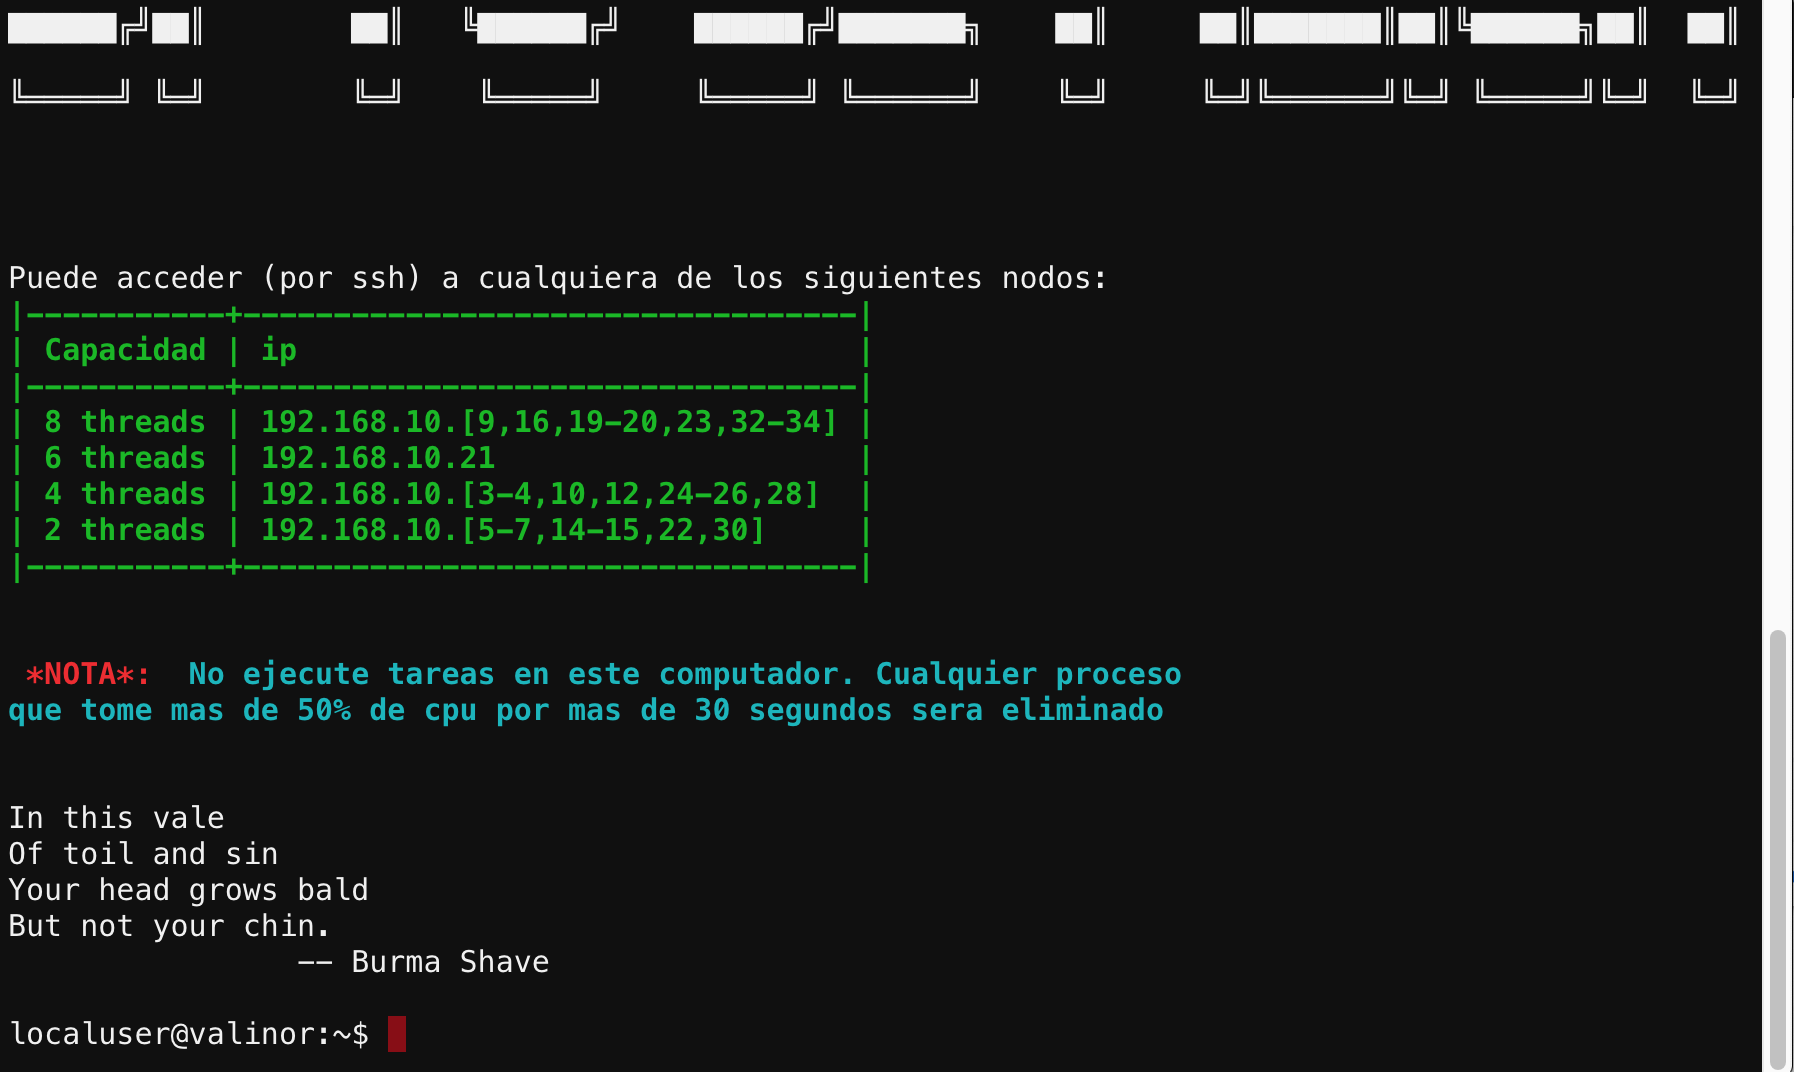 Puede acceder (por ssh) a cualquiera de los siguientes nodos:
|-----------+----------------------------------|
| Capacidad | ip                               |
|-----------+----------------------------------|
| 8 threads | 192.168.10.[9,16,19-20,23,32-34] |
| 6 threads | 192.168.10.21                    |
| 4 threads | 192.168.10.[3-4,10,12,24-26,28]  |
| 2 threads | 192.168.10.[5-7,14-15,22,30]     |
|-----------+----------------------------------|
*NOTA*:  No ejecute tareas en este computador. Cualquier proceso
que tome mas de 50% de cpu por mas de 30 segundos sera eliminado
In this vale
Of toil and sin
Your head grows bald
But not your chin.
-- Burma Shave
localuser@valinor:~$